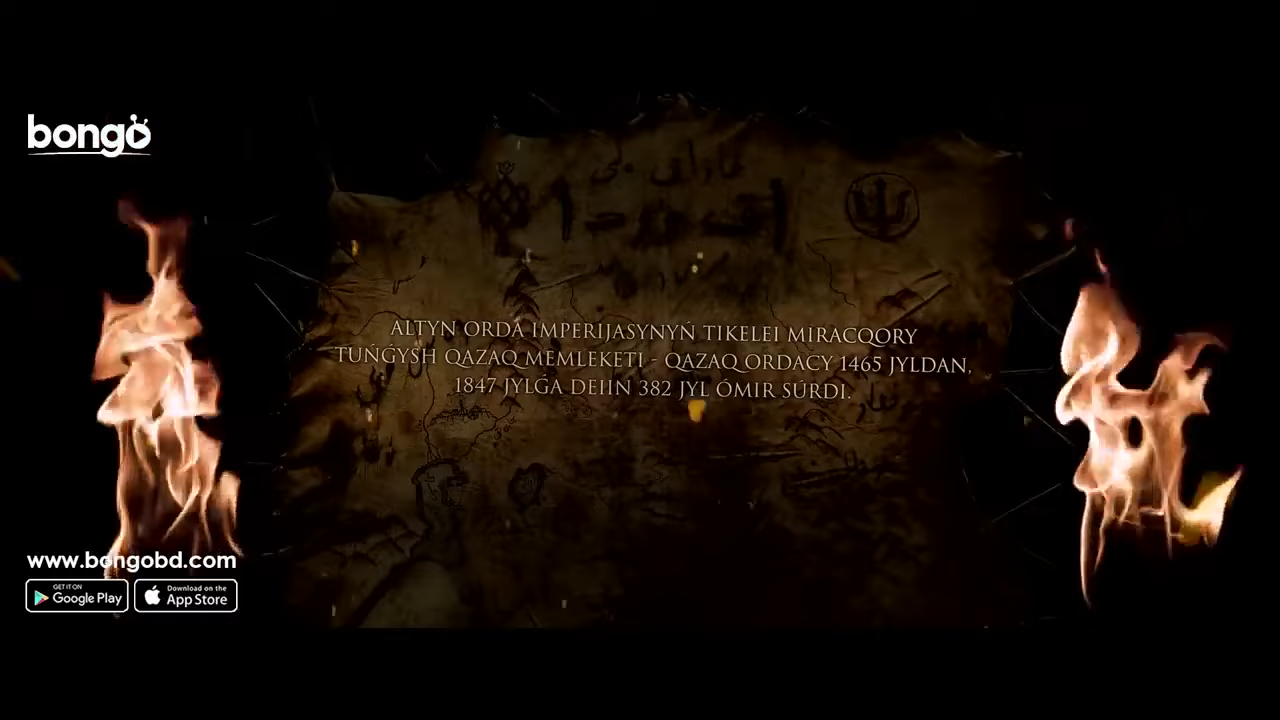 bongo
ALTYN ORDA IMPERIJASYNYŃ TIKELEI MIRACQORY
TUŃǴYSH QAZAQ MEMLEKETI - QAZAQ ORDACY 1465 JYLDAN,
1847 JYLǴA DEIIN 382 JYL ÓMIR SÚRDI.
www.bongobd.com
GET IT ON
Google Play
Download on the
App Store